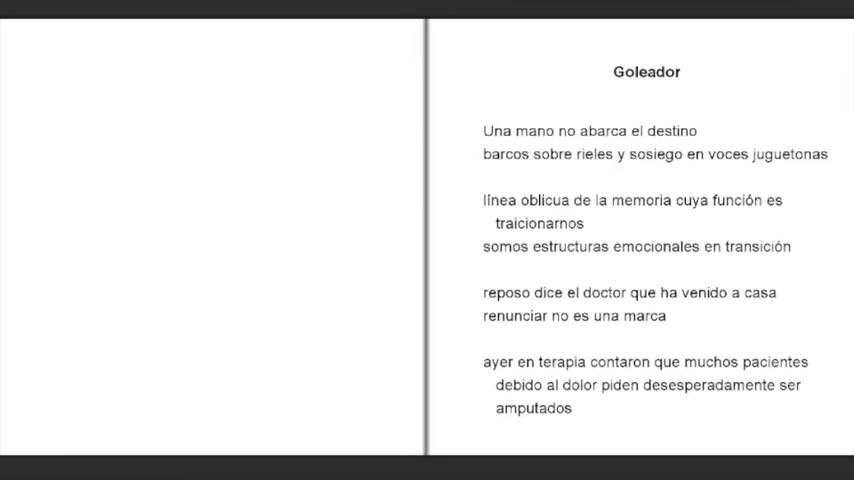 Goleador
Una mano no abarca el destino
barcos sobre rieles y sosiego en voces juguetonas
línea oblicua de la memoria cuya función es
traicionarnos
somos estructuras emocionales en transición
reposo dice el doctor que ha venido a casa
renunciar no es una marca
ayer en terapia contaron que muchos pacientes
debido al dolor piden desesperadamente ser
amputados